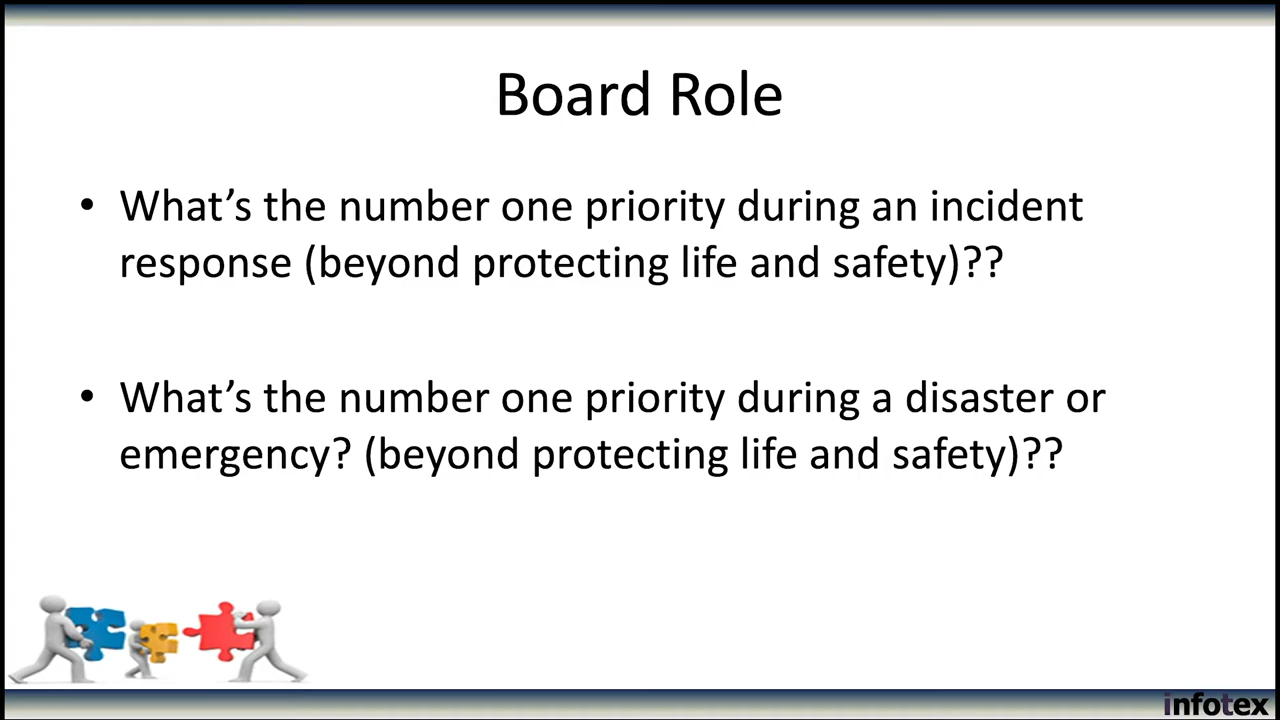 Board Role
• What’s the number one priority during an incident
response (beyond protecting life and safety)??
• What’s the number one priority during a disaster or
emergency? (beyond protecting life and safety)??
infotex